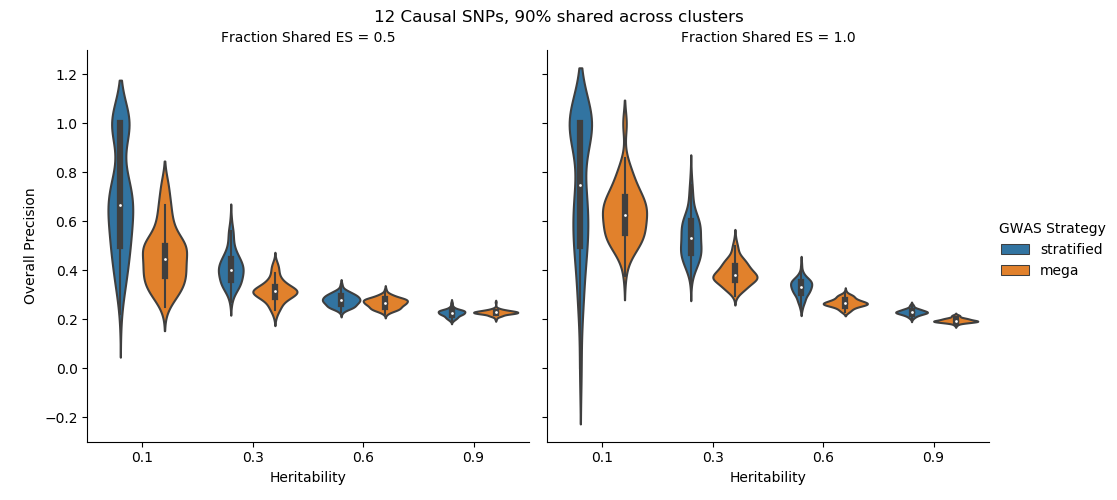 12 Causal SNPs, 90% shared across clusters
Fraction Shared ES = 0.5
Fraction Shared ES = 1.0
Overall Precision
1.2
1.0
0.8
0.6
0.4
0.2
0.0
−0.2
0.1 0.3 0.6 0.9
Heritability
0.1 0.3 0.6 0.9
Heritability
GWAS Strategy
stratified
mega